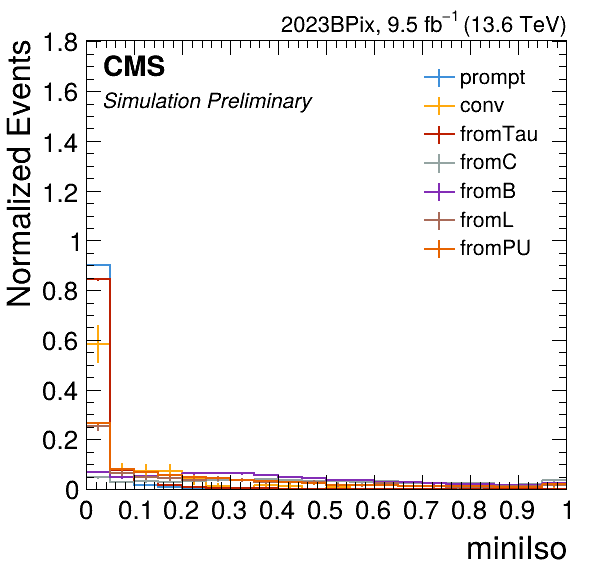 2023BPix, 9.5 fb⁻¹ (13.6 TeV)
CMS
Simulation Preliminary
prompt
conv
fromTau
fromC
fromB
fromL
fromPU
Normalized Events
1.8
1.6
1.4
1.2
1
0.8
0.6
0.4
0.2
0
0 0.1 0.2 0.3 0.4 0.5 0.6 0.7 0.8 0.9 1
miniIso